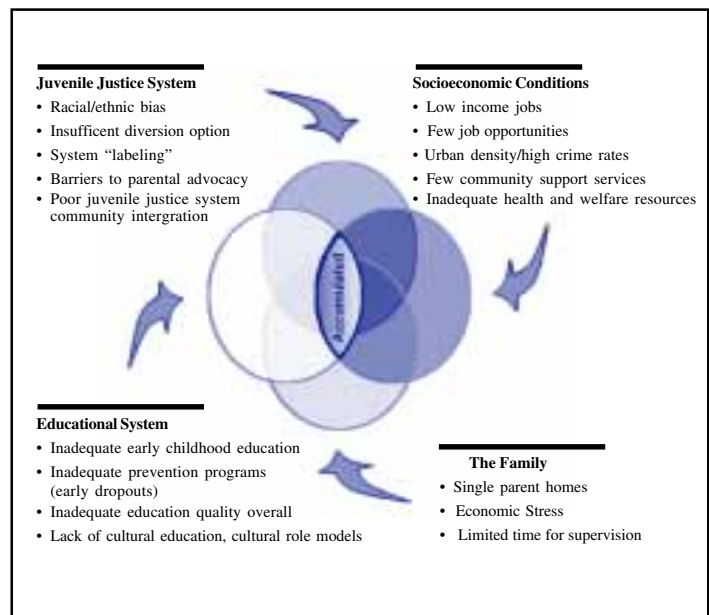 Juvenile Justice System
• Racial/ethnic bias
• Insufficent diversion option
• System “labeling”
• Barriers to parental advocacy
• Poor juvenile justice system
community intergration
Socioeconomic Conditions
• Low income jobs
• Few job opportunities
• Urban density/high crime rates
• Few community support services
• Inadequate health and welfare resources
Accumulated
Educational System
• Inadequate early childhood education
• Inadequate prevention programs
(early dropouts)
• Inadequate education quality overall
• Lack of cultural education, cultural role models
The Family
• Single parent homes
• Economic Stress
• Limited time for supervision